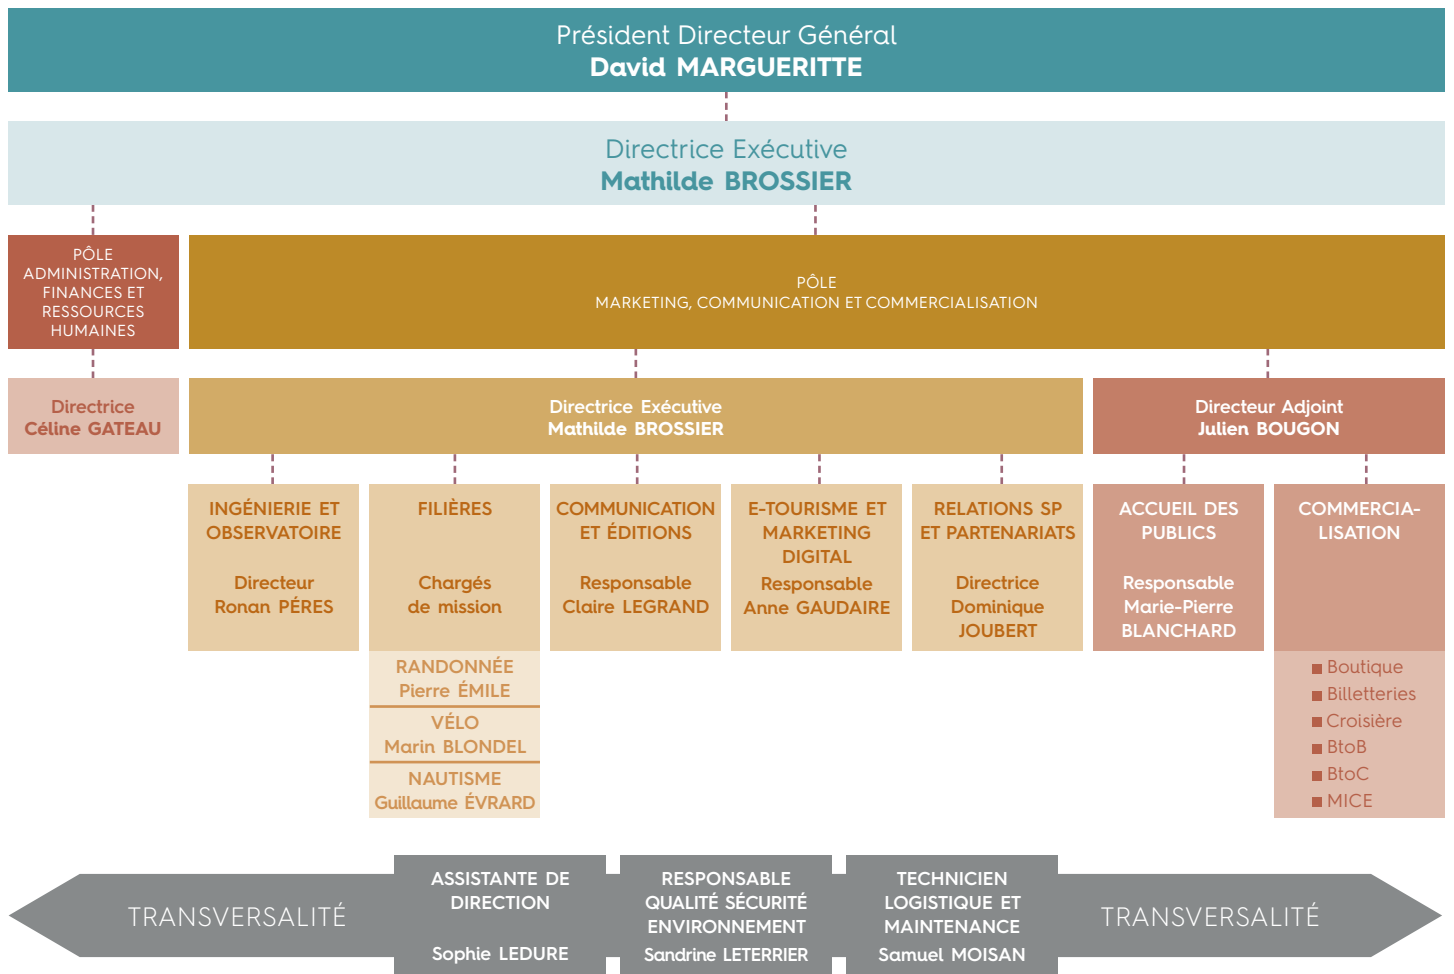 Président Directeur Général
David MARGUERITTE
Directrice Exécutive
Mathilde BROSSIER
PÔLE
ADMINISTRATION,
FINANCES ET
RESSOURCES
HUMAINES
PÔLE
MARKETING, COMMUNICATION ET COMMERCIALISATION
Directrice
Céline GATEAU
Directrice Exécutive
Mathilde BROSSIER
Directeur Adjoint
Julien BOUGON
INGÉNIERIE ET
OBSERVATOIRE
Directeur
Ronan PÉRES
FILIÈRES
Chargés
de mission
RANDONNÉE
Pierre ÉMILE
VÉLO
Marin BLONDEL
NAUTISME
Guillaume ÉVRARD
COMMUNICATION
ET ÉDITIONS
Responsable
Claire LEGRAND
E-TOURISME ET
MARKETING
DIGITAL
Responsable
Anne GAUDAIRE
RELATIONS SP
ET PARTENARIATS
Directrice
Dominique
JOUBERT
ACCUEIL DES
PUBLICS
Responsable
Marie-Pierre
BLANCHARD
COMMERCIA-
LISATION
■ Boutique
■ Billetteries
■ Croisière
■ BtoB
■ BtoC
■ MICE
TRANSVERSALITÉ
ASSISTANTE DE
DIRECTION
Sophie LEDURE
RESPONSABLE
QUALITÉ SÉCURITÉ
ENVIRONNEMENT
Sandrine LETERRIER
TECHNICIEN
LOGISTIQUE ET
MAINTENANCE
Samuel MOISAN
TRANSVERSALITÉ